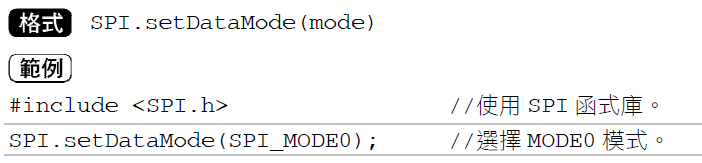 格式 SPI.setDataMode(mode)
範例
#include <SPI.h> //使用 SPI 函式庫。
SPI.setDataMode(SPI_MODE0); //選擇 MODE0 模式。